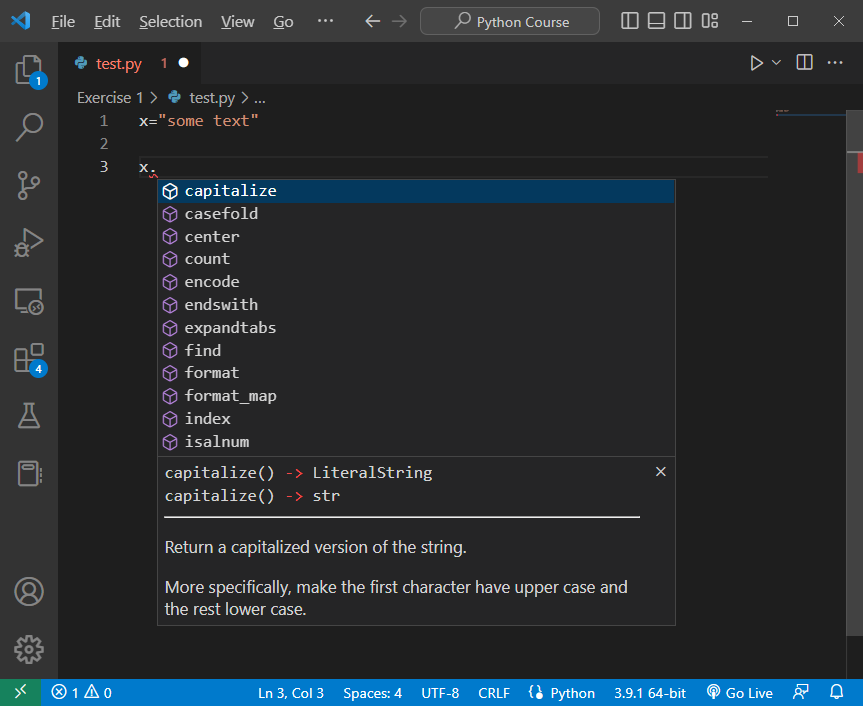 File Edit Selection View Go ··· Python Course
test.py 1
Exercise 1 > test.py > ...
1 x="some text"
2
3 x.
capitalize
casefold
center
count
encode
endswith
expandtabs
find
format
format_map
index
isalnum
capitalize() -> LiteralString
capitalize() -> str
Return a capitalized version of the string.
More specifically, make the first character have upper case and
the rest lower case.
1
4
1 0 Ln 3, Col 3 Spaces: 4 UTF-8 CRLF Python 3.9.1 64-bit Go Live